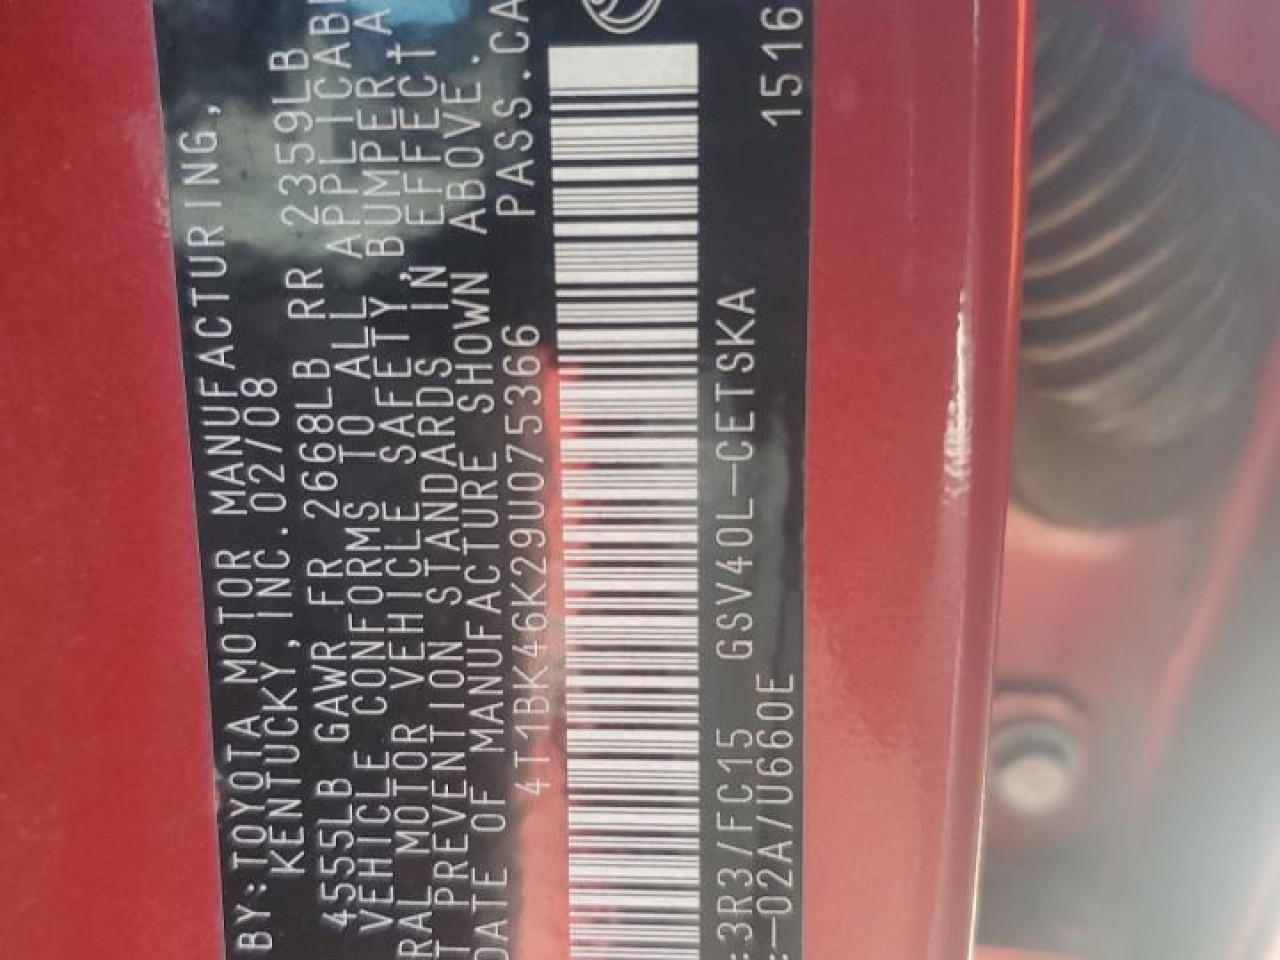 BY:TOYOTA MOTOR MANUFACTURING,
KENTUCKY, INC. 02/08
4555LB GAWR FR 2668LB RR 2359LB
VEHICLE CONFORMS TO ALL APPLICABL
RAL MOTOR VEHICLE SAFETY, BUMPER A
T PREVENTION STANDARDS IN EFFECT
DATE OF MANUFACTURE SHOWN ABOVE.
4T1BK46K29U075366 PASS.CA
:3R3/FC15 GSV40L-CETSKA
:-02A/U660E 1516